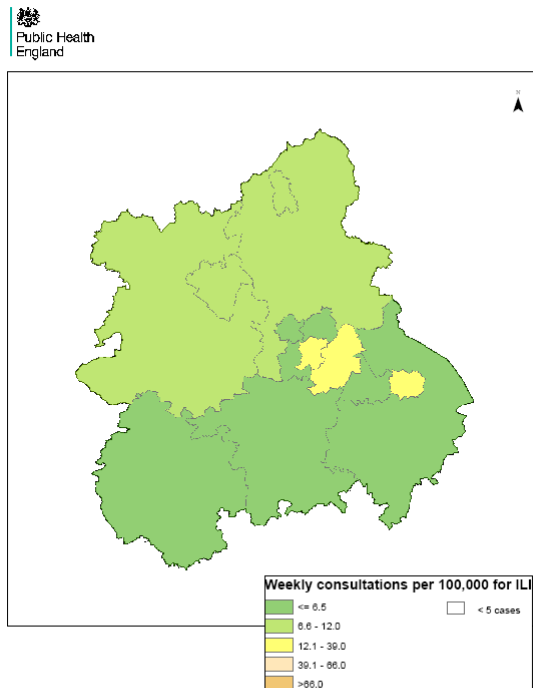 Public Health
England
N
Weekly consultations per 100,000 for ILI
<= 6.5
< 5 cases
6.6 - 12.0
12.1 - 39.0
39.1 - 66.0
>66.0